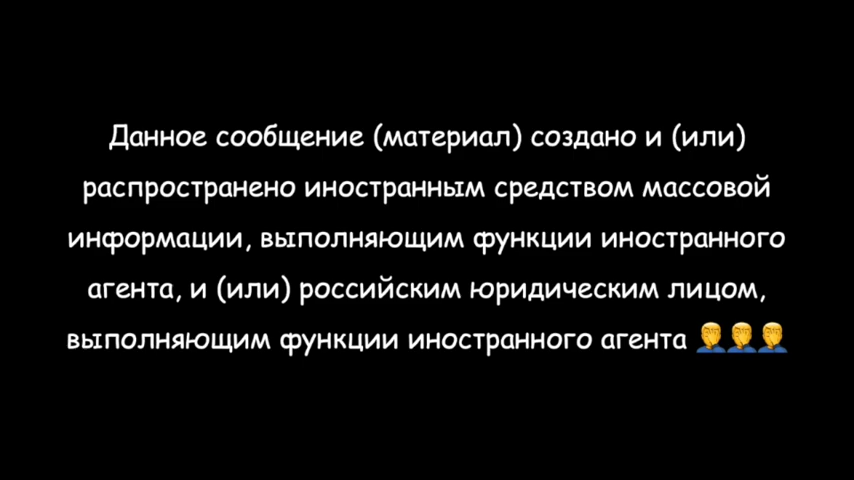 Данное сообщение (материал) создано и (или)
распространено иностранным средством массовой
информации, выполняющим функции иностранного
агента, и (или) российским юридическим лицом,
выполняющим функции иностранного агента 🤦‍♂️🤦‍♂️🤦‍♂️